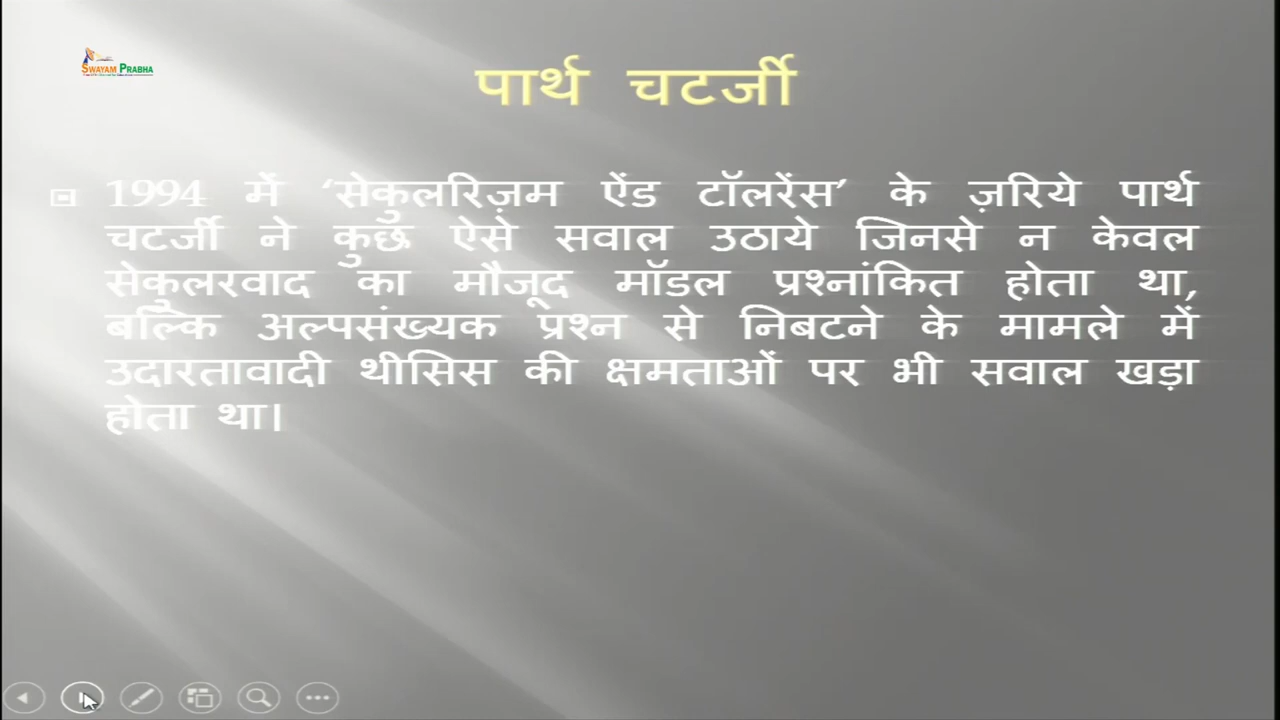 SWAYAM PRABHA
पार्थ चटर्जी
1994 में ‘सेकुलरिज़्म ऐंड टॉलरेंस’ के ज़रिये पार्थ
चटर्जी ने कुछ ऐसे सवाल उठाये जिनसे न केवल
सेकुलरवाद का मौजूद मॉडल प्रश्नांकित होता था,
बल्कि अल्पसंख्यक प्रश्न से निबटने के मामले में
उदारतावादी थीसिस की क्षमताओं पर भी सवाल खड़ा
होता था।